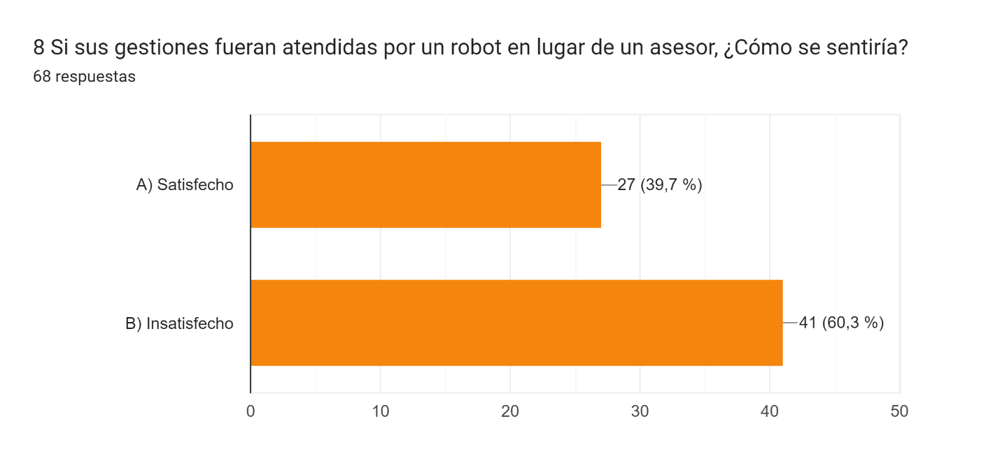 8 Si sus gestiones fueran atendidas por un robot en lugar de un asesor, ¿Cómo se sentiría?
68 respuestas
A) Satisfecho
27 (39,7 %)
B) Insatisfecho
41 (60,3 %)
0 10 20 30 40 50